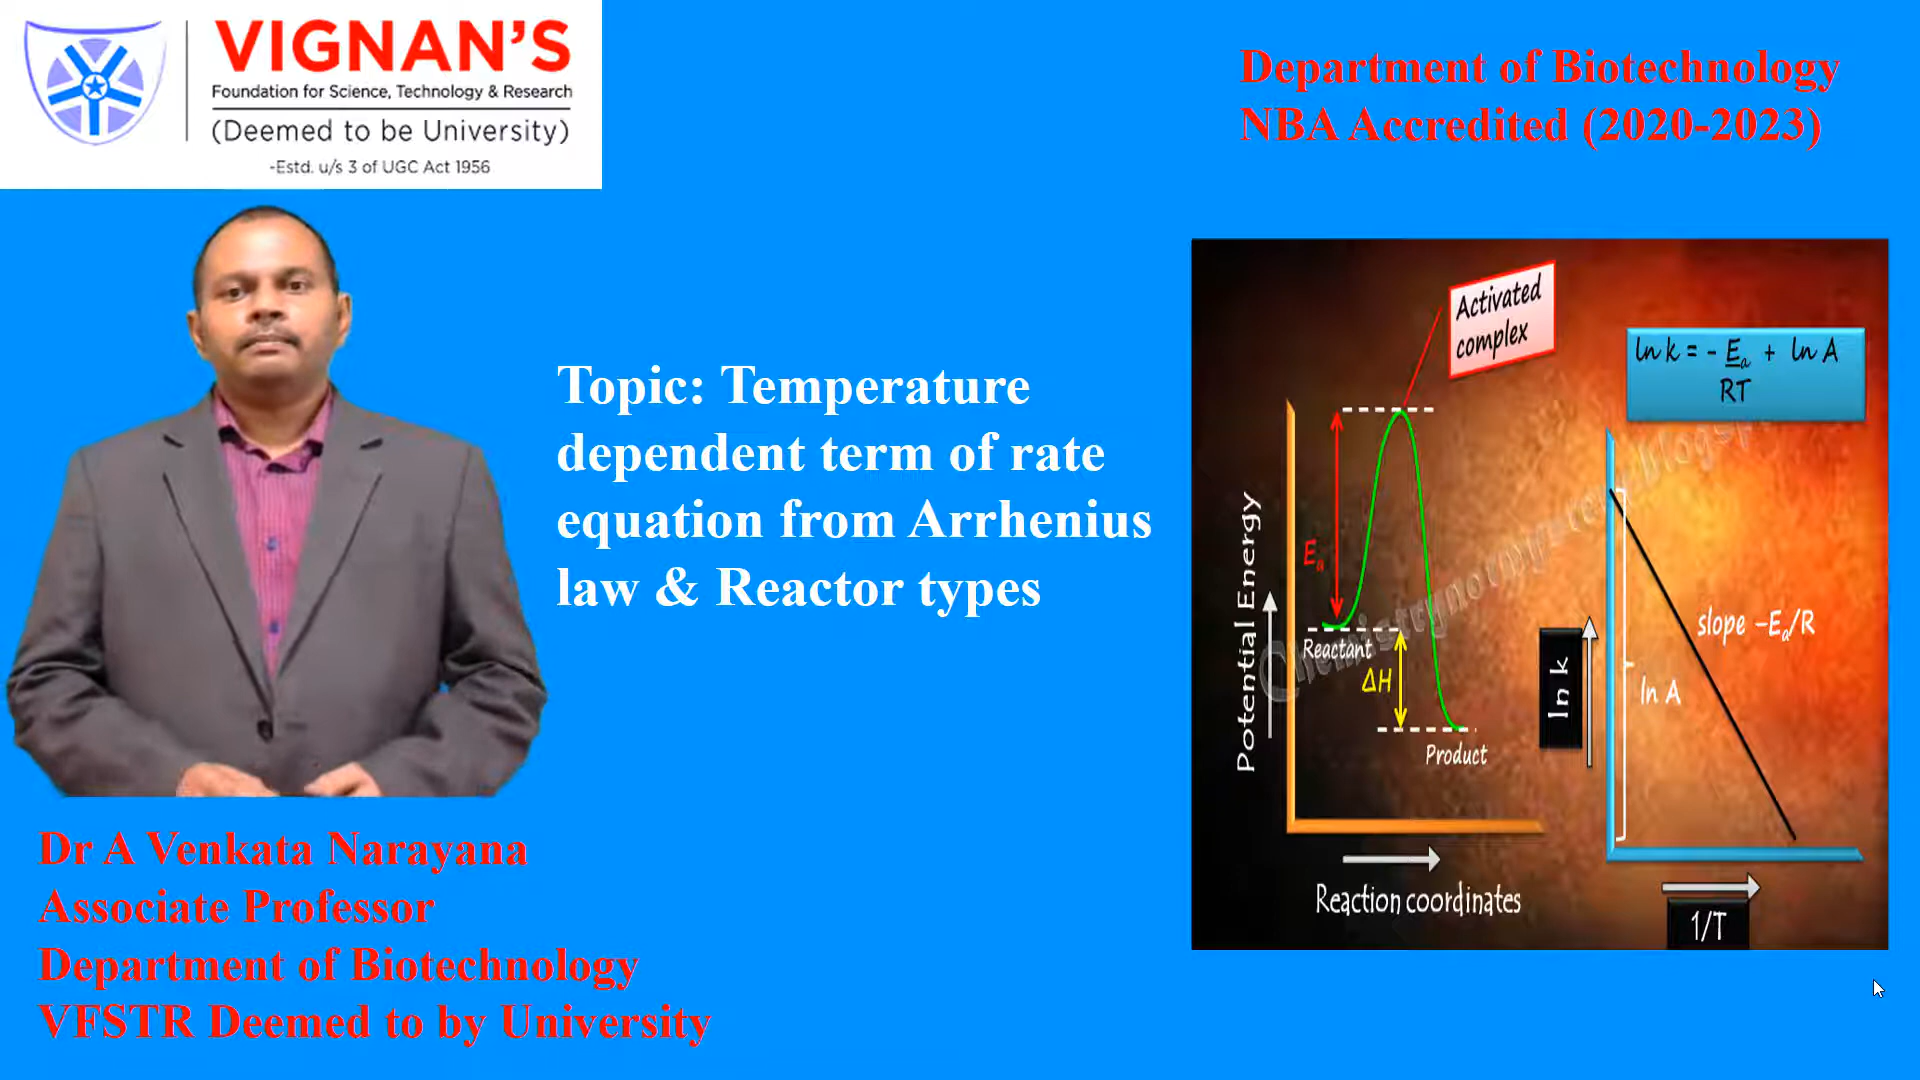 VIGNAN'S
Foundation for Science, Technology & Research
(Deemed to be University)
-Estd. u/s 3 of UGC Act 1956
Department of Biotechnology
NBA Accredited (2020-2023)
Topic: Temperature
dependent term of rate
equation from Arrhenius
law & Reactor types
Activated
complex
Potential Energy
Ea
Reactant
ΔH
Product
Reaction coordinates
ln k = - Ea + ln A
RT
ln k
ln A
slope –Ea/R
1/T
Dr A Venkata Narayana
Associate Professor
Department of Biotechnology
VFSTR Deemed to by University